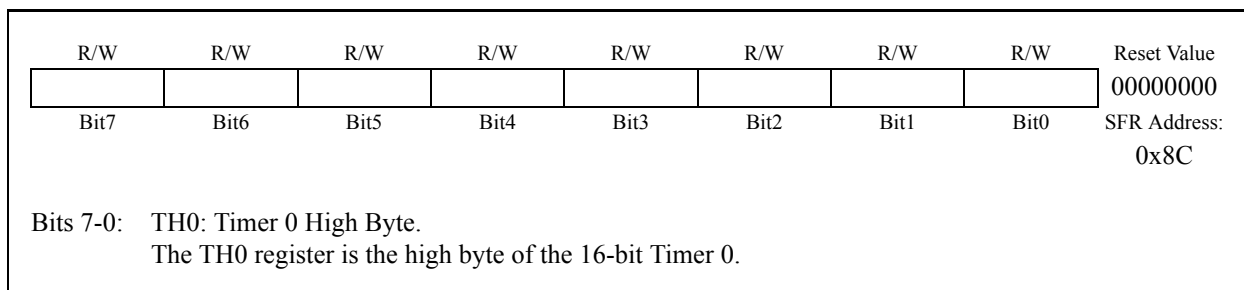 R/W R/W R/W R/W R/W R/W R/W R/W Reset Value
00000000
Bit7 Bit6 Bit5 Bit4 Bit3 Bit2 Bit1 Bit0 SFR Address:
0x8C
Bits 7-0: TH0: Timer 0 High Byte.
The TH0 register is the high byte of the 16-bit Timer 0.